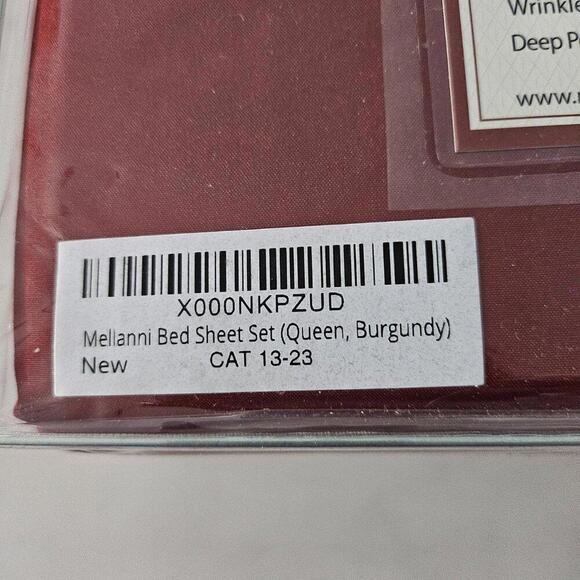 Wrinkle
Deep P
www.
X000NKPZUD
Mellanni Bed Sheet Set (Queen, Burgundy)
New CAT 13-23